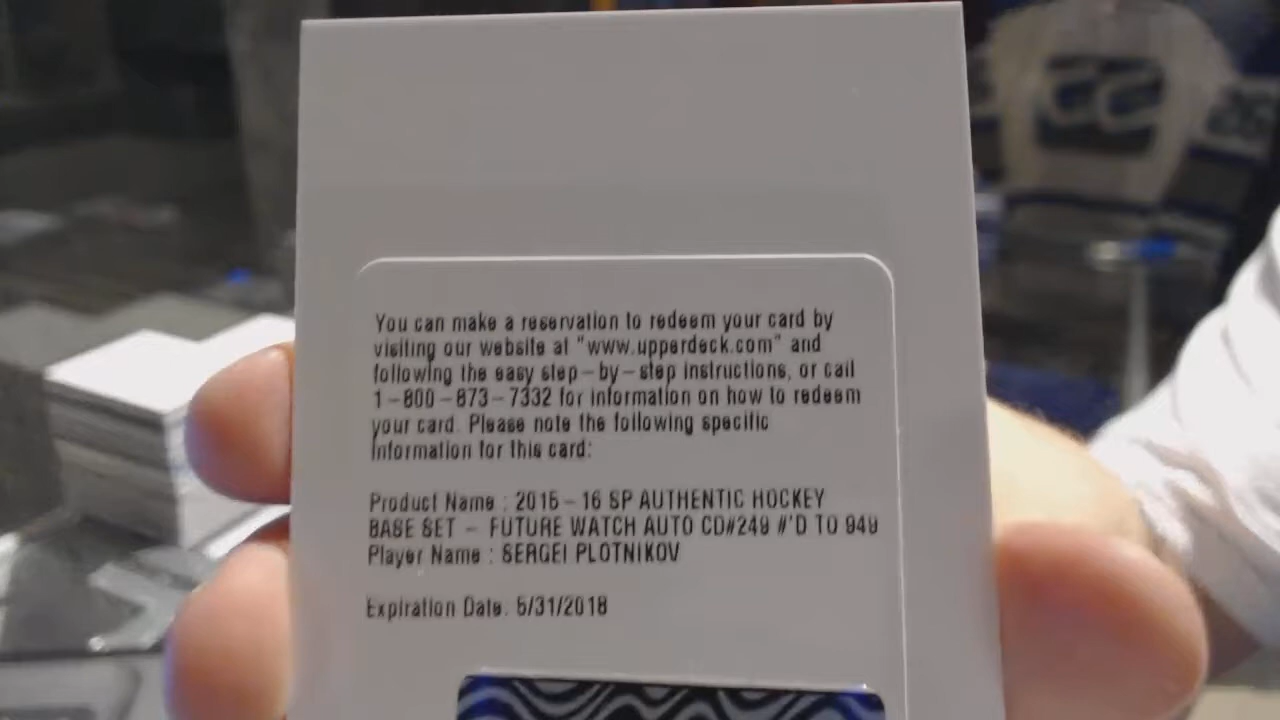 You can make a reservation to redeem your card by
visiting our website at "www.upperdeck.com" and
following the easy step-by-step instructions, or call
1-800-873-7332 for information on how to redeem
your card. Please note the following specific
information for this card:
Product Name : 2015-16 SP AUTHENTIC HOCKEY
BASE SET - FUTURE WATCH AUTO CD#249 #'D TO 949
Player Name : SERGEI PLOTNIKOV
Expiration Date: 5/31/2018